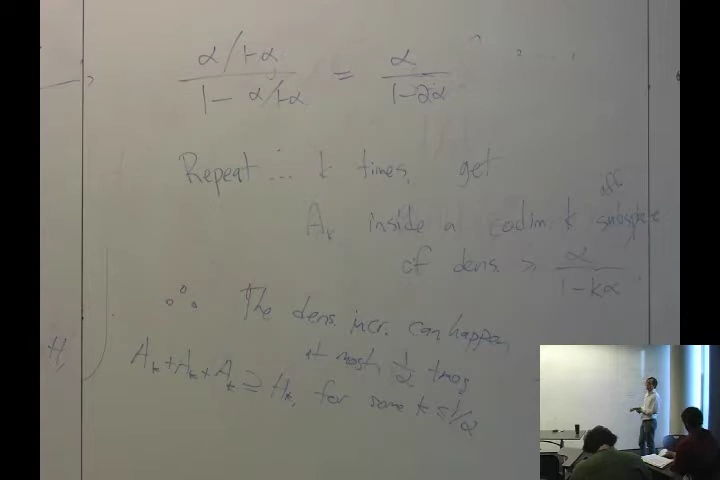 α/1-α / 1 - α/1-α = α / 1-2α
Repeat... k times, get
A_k inside a codim. k aff subspace
of dens. > α / 1-kα
∴ The dens. incr. can happen
at most 1/α times
A_k + A_k + A_k ⊇ H_k, for some k ≤ 1/α
H,